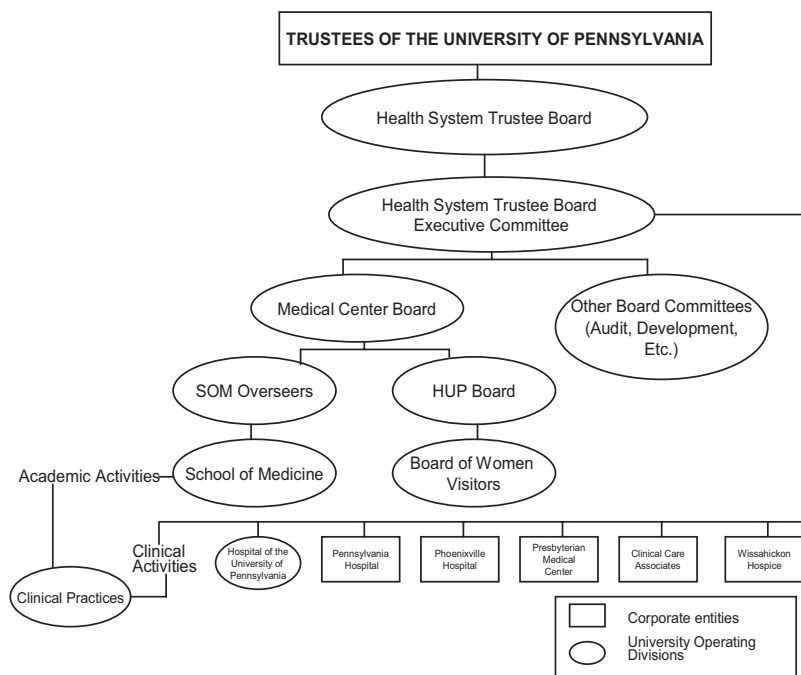 TRUSTEES OF THE UNIVERSITY OF PENNSYLVANIA
Health System Trustee Board
Health System Trustee Board
Executive Committee
Medical Center Board
Other Board Committees
(Audit, Development,
Etc.)
SOM Overseers
HUP Board
Academic Activities
School of Medicine
Board of Women
Visitors
Clinical
Activities
Hospital of the
University of
Pennsylvania
Pennsylvania
Hospital
Phoenixville
Hospital
Presbyterian
Medical
Center
Clinical Care
Associates
Wissahickon
Hospice
Clinical Practices
Corporate entities
University Operating
Divisions